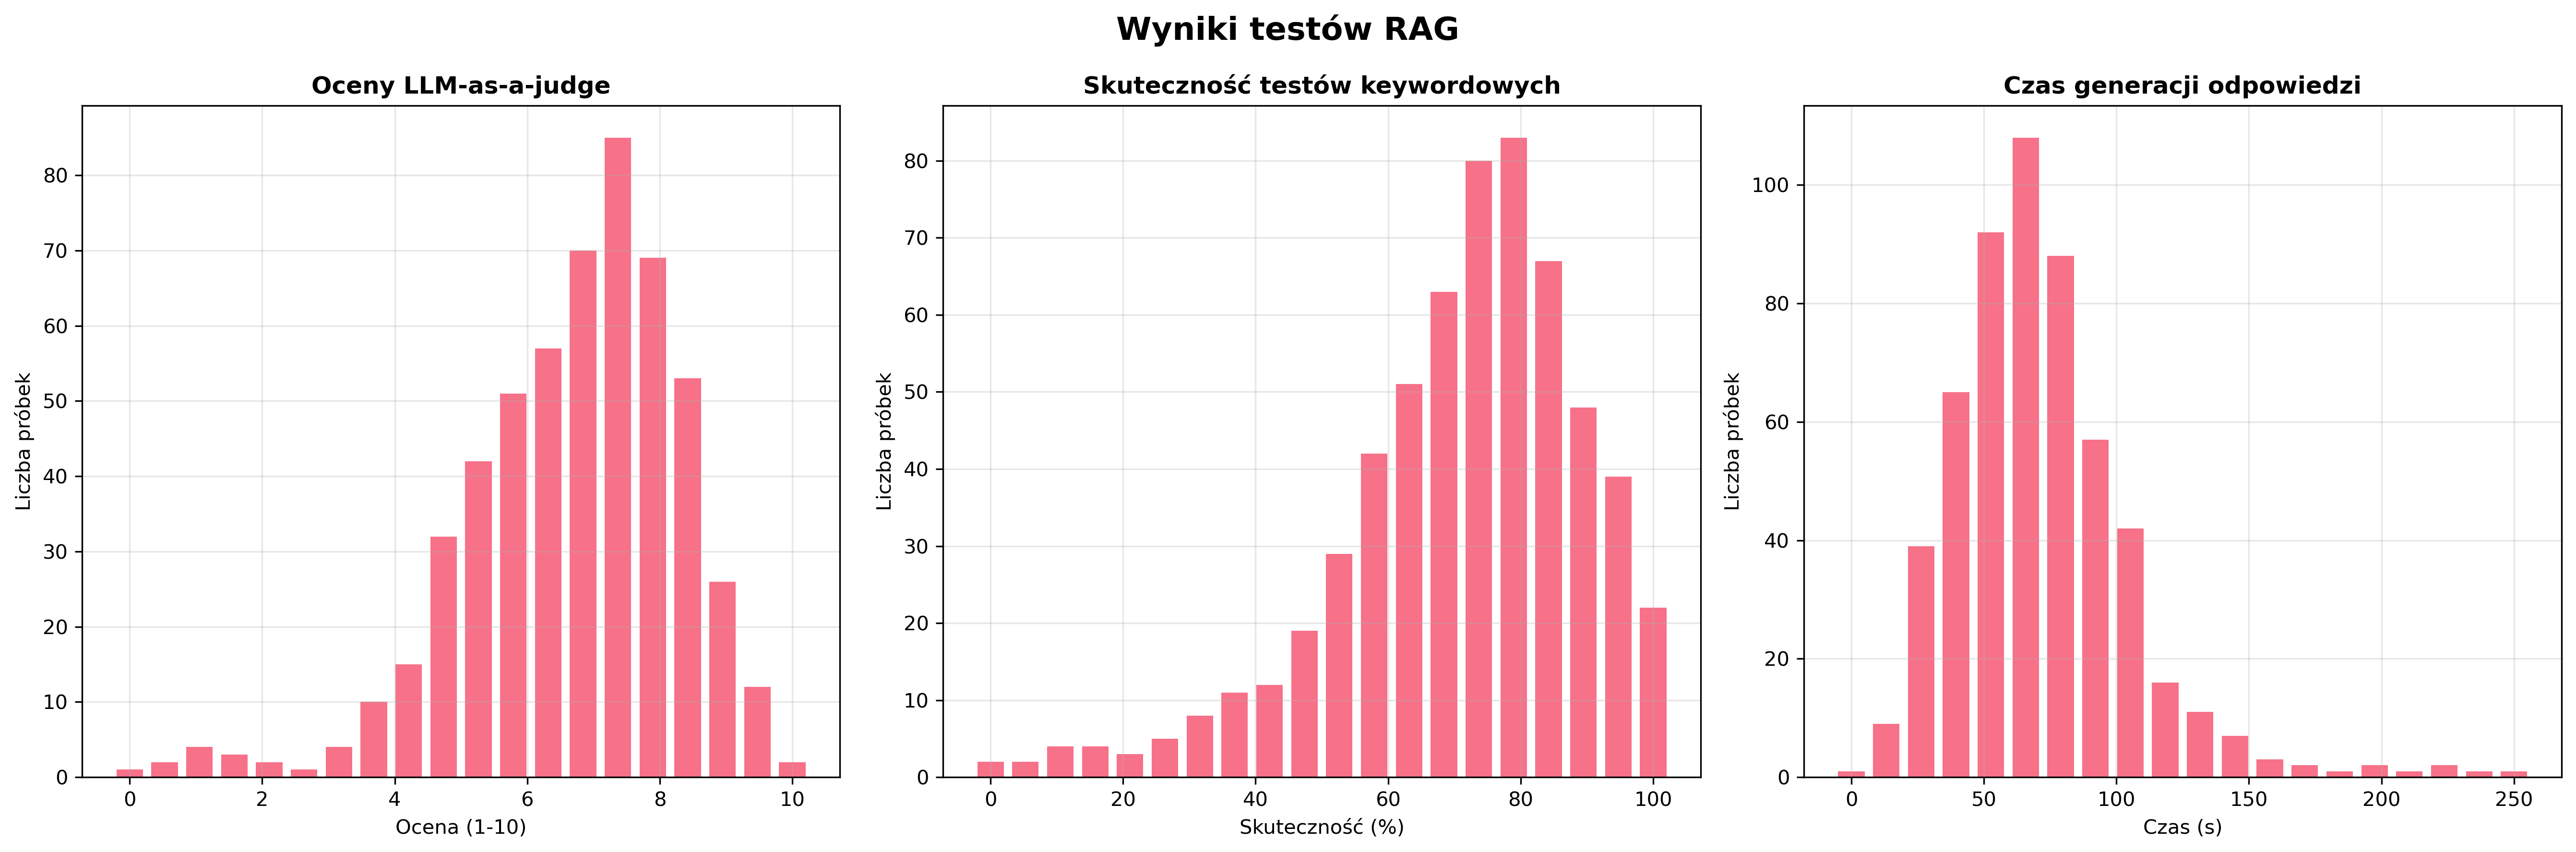 Wyniki testów RAG
Oceny LLM-as-a-judge
Liczba próbek
80
70
60
50
40
30
20
10
0
0 2 4 6 8 10
Ocena (1-10)
Skuteczność testów keywordowych
Liczba próbek
80
70
60
50
40
30
20
10
0
0 20 40 60 80 100
Skuteczność (%)
Czas generacji odpowiedzi
Liczba próbek
100
80
60
40
20
0
0 50 100 150 200 250
Czas (s)